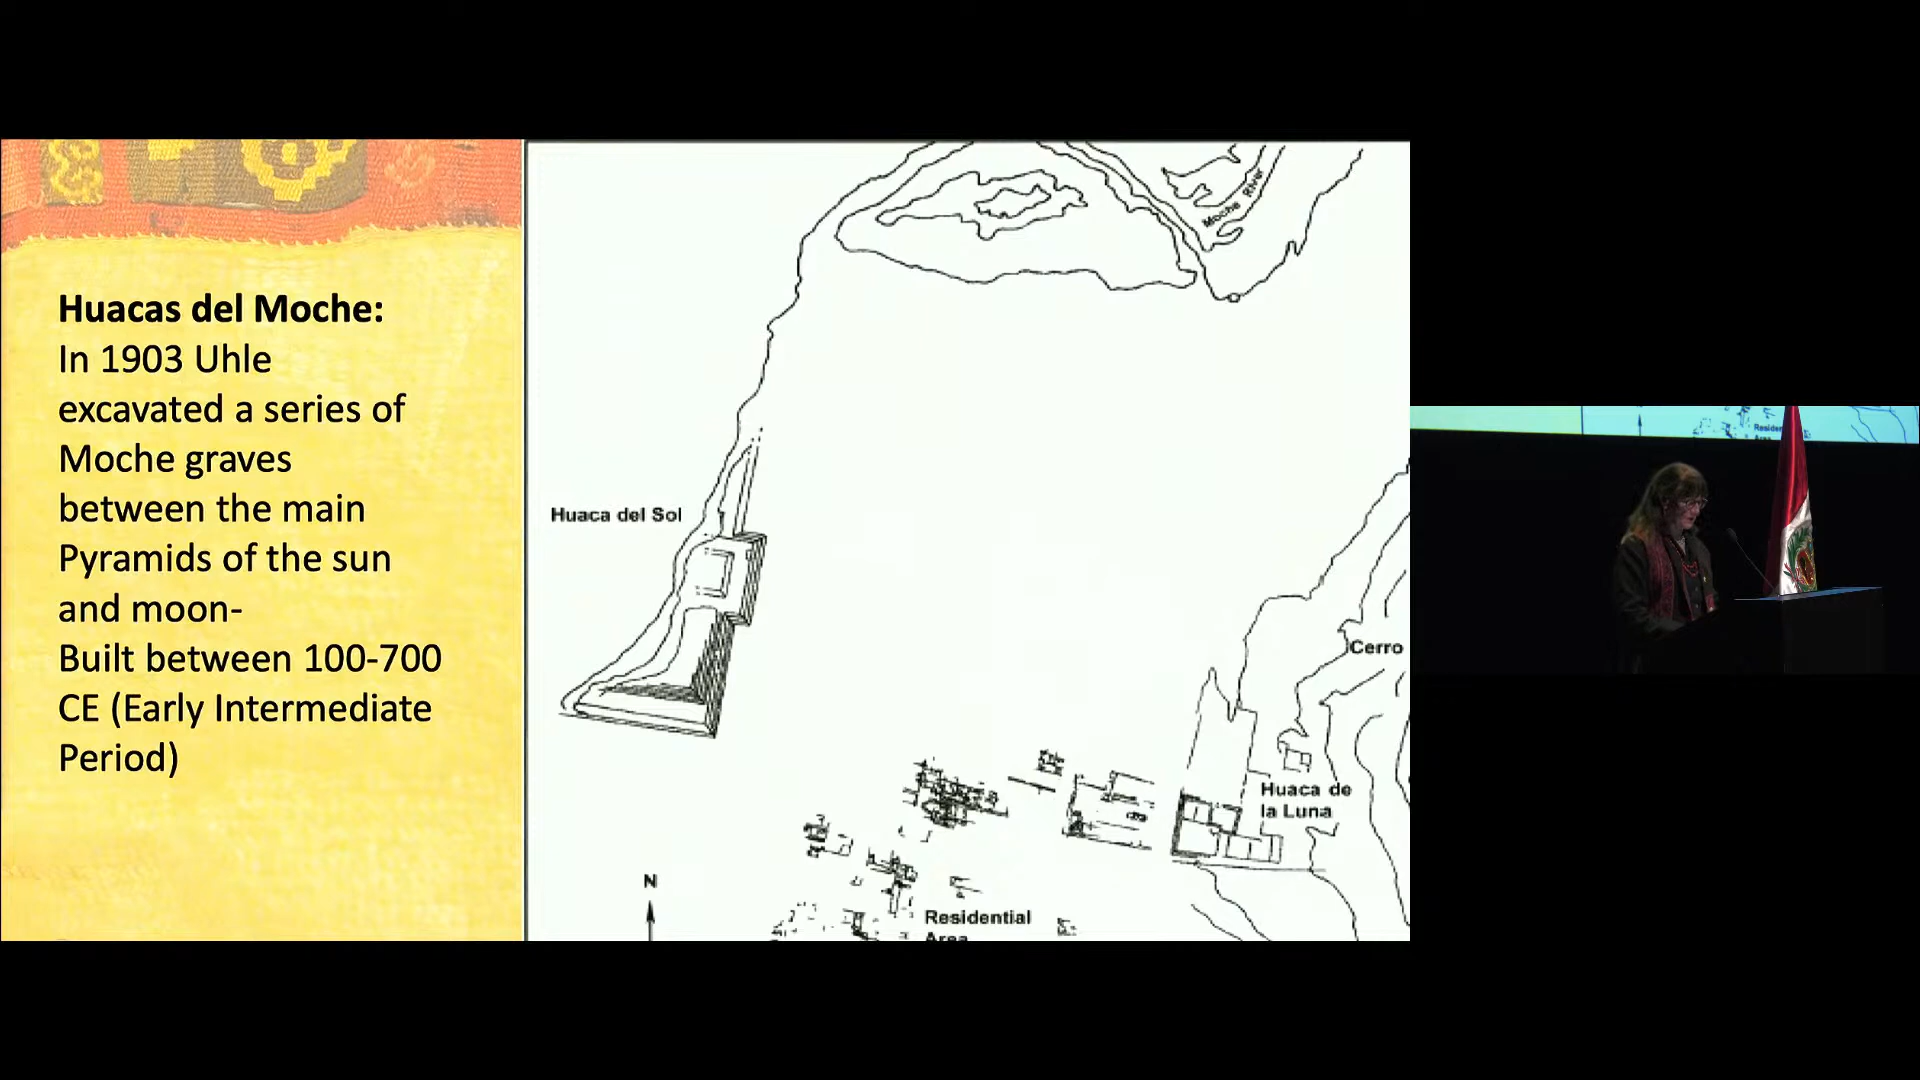 Huacas del Moche:
In 1903 Uhle
excavated a series of
Moche graves
between the main
Pyramids of the sun
and moon-
Built between 100-700
CE (Early Intermediate
Period)
Moche River
Huaca del Sol
Cerro
Huaca de
la Luna
N
Residential
Area